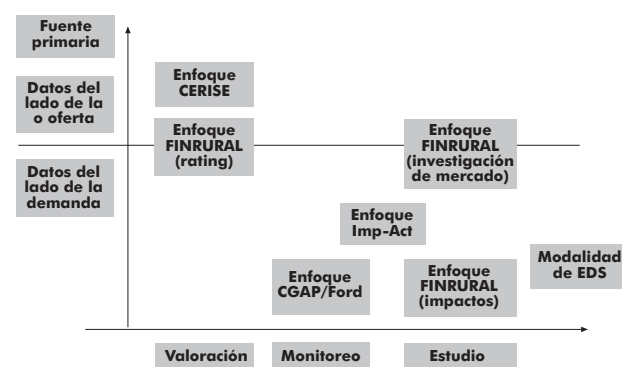 Fuente
primaria
Datos del
lado de la
o oferta
Datos del
lado de la
demanda
Enfoque
CERISE
Enfoque
FINRURAL
(rating)
Enfoque
FINRURAL
(investigación
de mercado)
Enfoque
Imp-Act
Enfoque
CGAP/Ford
Enfoque
FINRURAL
(impactos)
Modalidad
de EDS
Valoración
Monitoreo
Estudio